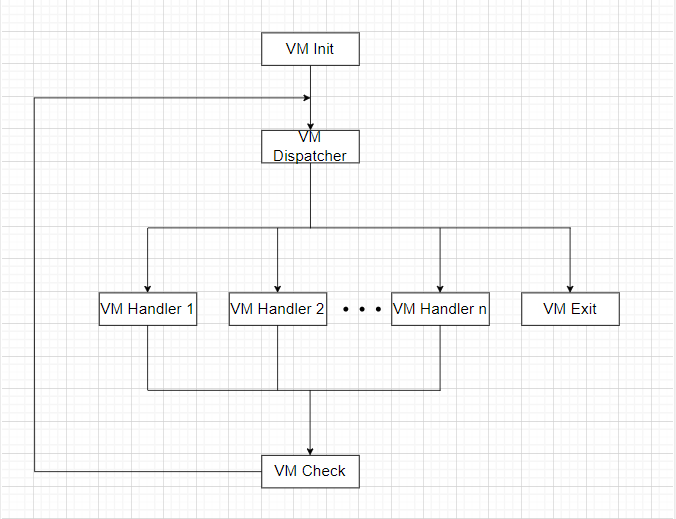 VM Init
VM
Dispatcher
VM Handler 1
VM Handler 2
• • •
VM Handler n
VM Exit
VM Check